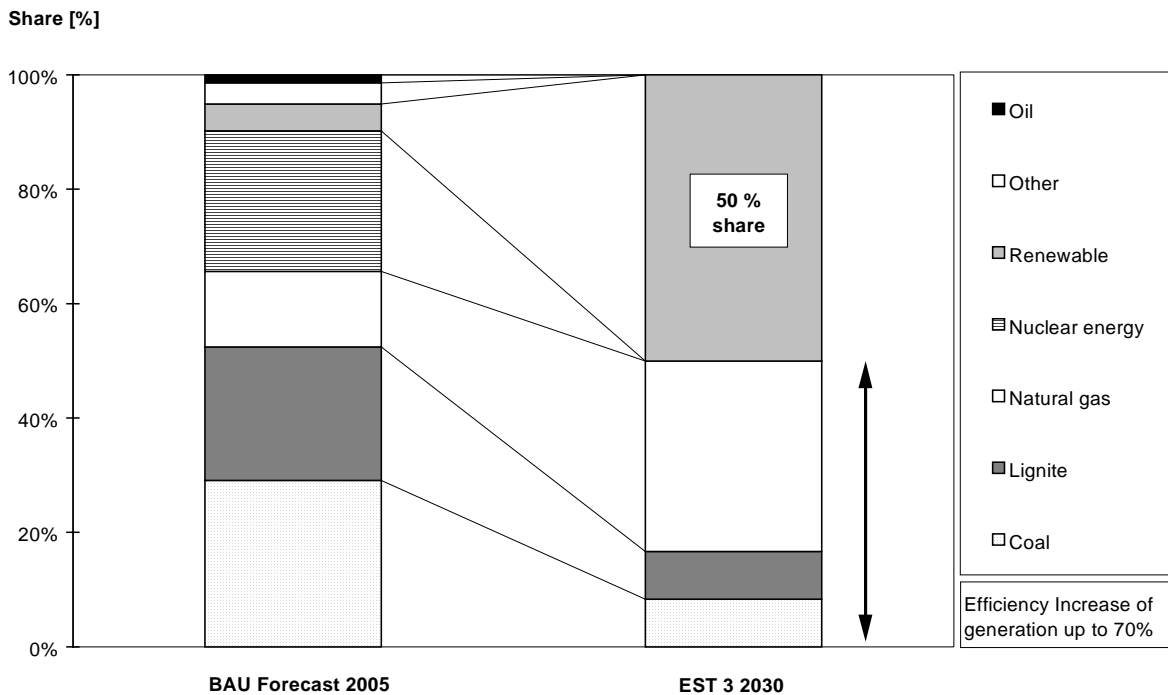 Share [%]
100%
80%
60%
40%
20%
0%
50 %
share
BAU Forecast 2005
EST 3 2030
Oil
Other
Renewable
Nuclear energy
Natural gas
Lignite
Coal
Efficiency Increase of
generation up to 70%